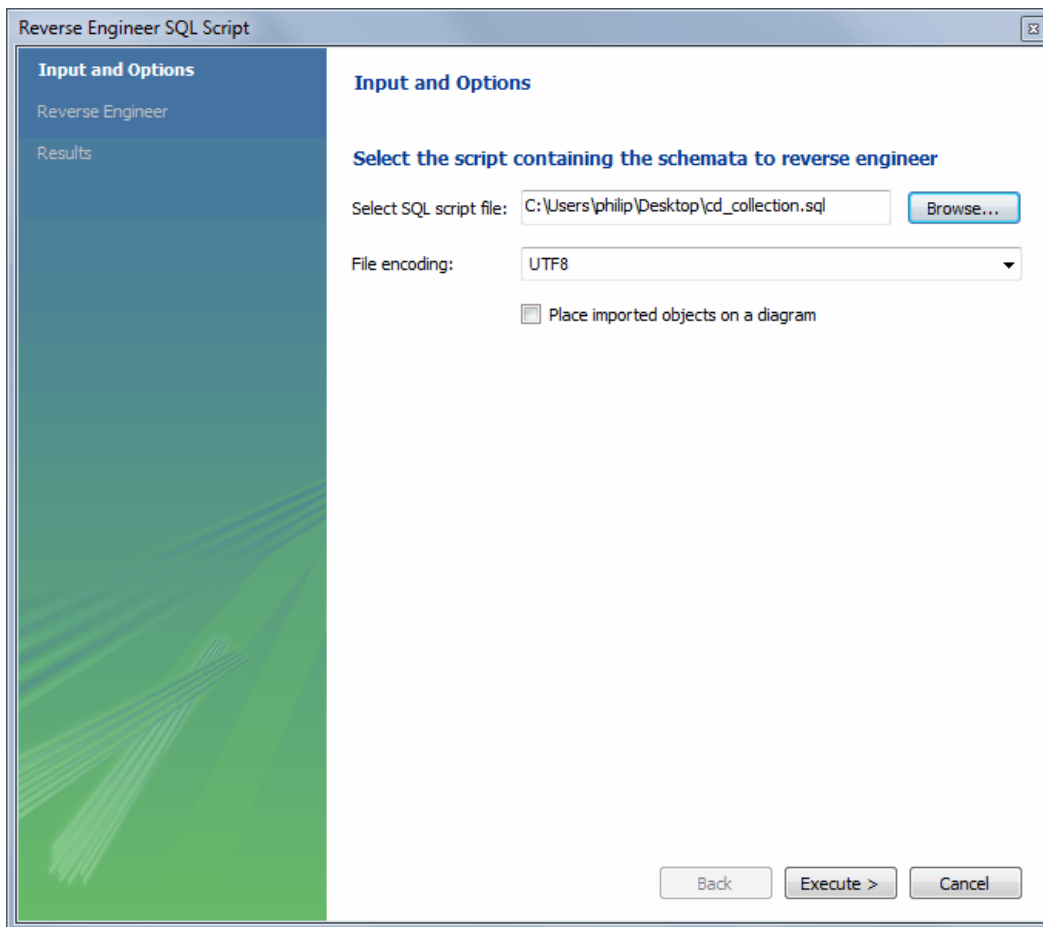 Reverse Engineer SQL Script
Input and Options
Reverse Engineer
Results
Input and Options
Select the script containing the schemata to reverse engineer
Select SQL script file: C:\Users\philip\Desktop\cd_collection.sql Browse...
File encoding: UTF8
Place imported objects on a diagram
Back Execute > Cancel